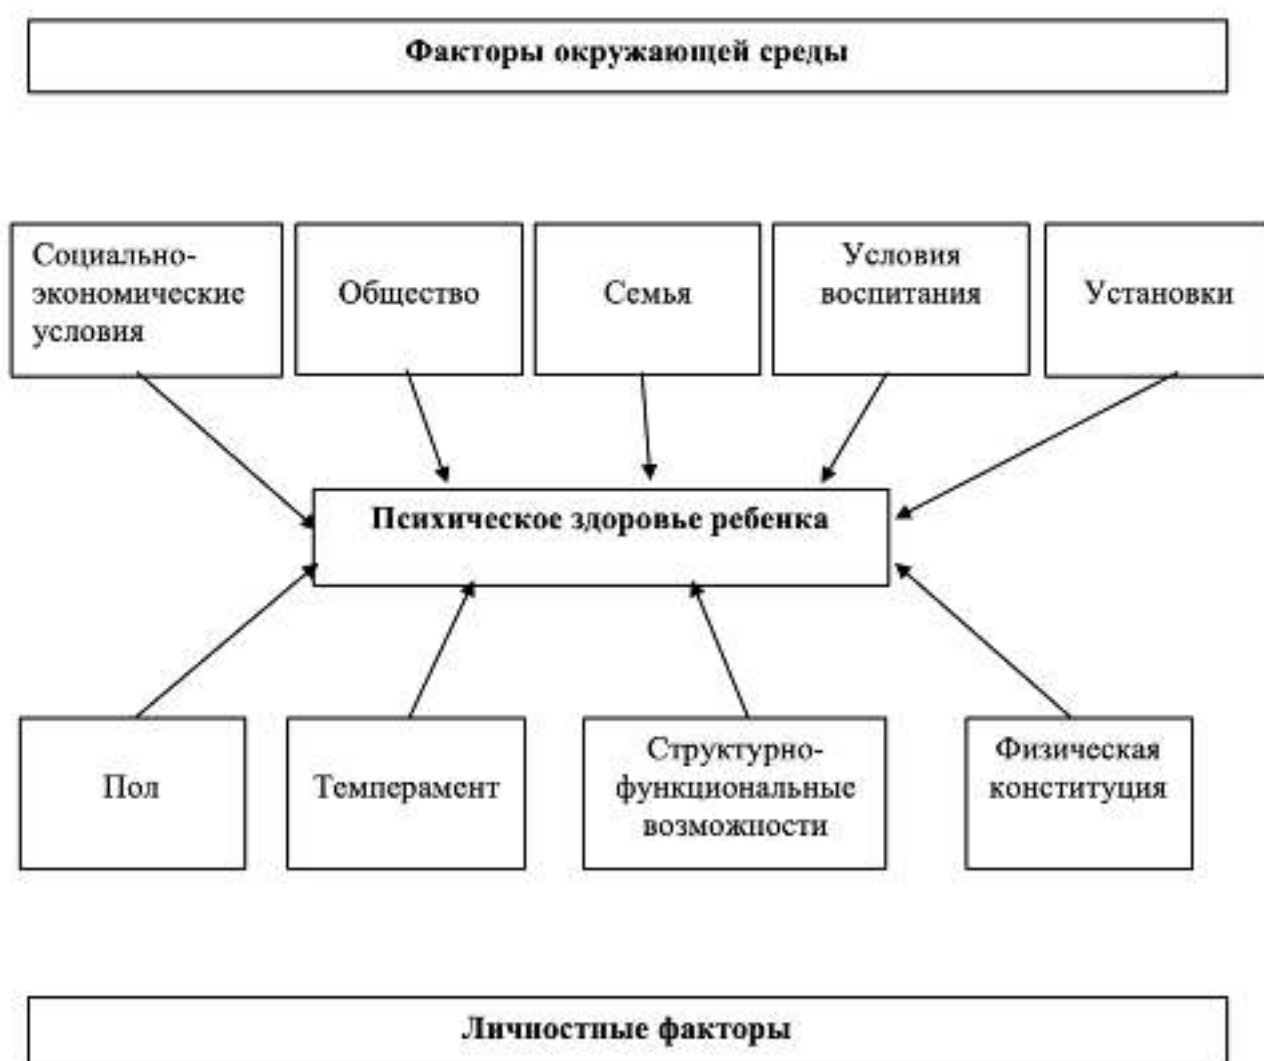 Факторы окружающей среды
Социально-
экономические
условия
Общество
Семья
Условия
воспитания
Установки
Психическое здоровье ребенка
Пол
Темперамент
Структурно-
функциональные
возможности
Физическая
конституция
Личностные факторы